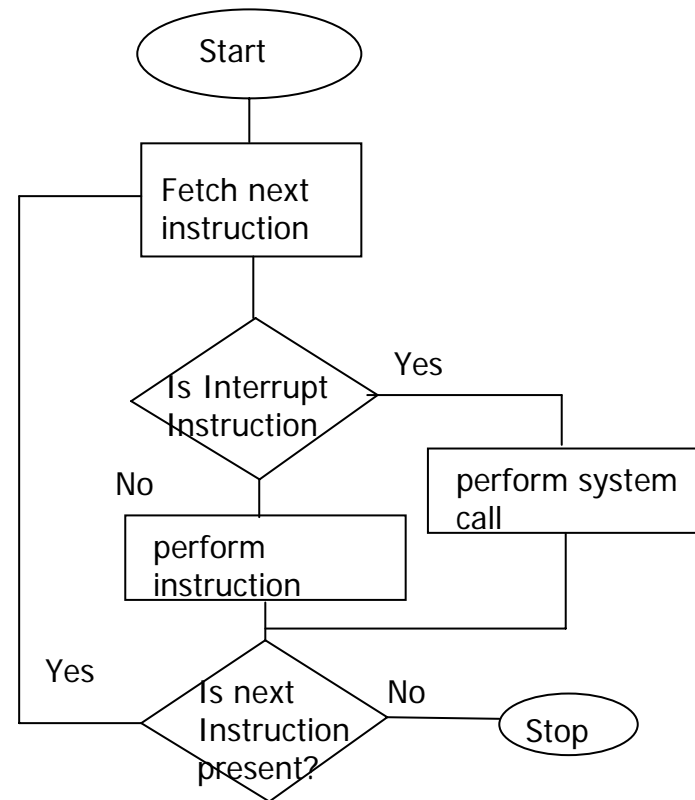 Start
Fetch next
instruction
Is Interrupt
Instruction
Yes
No
perform system
call
perform
instruction
Yes
Is next
Instruction
present?
No
Stop